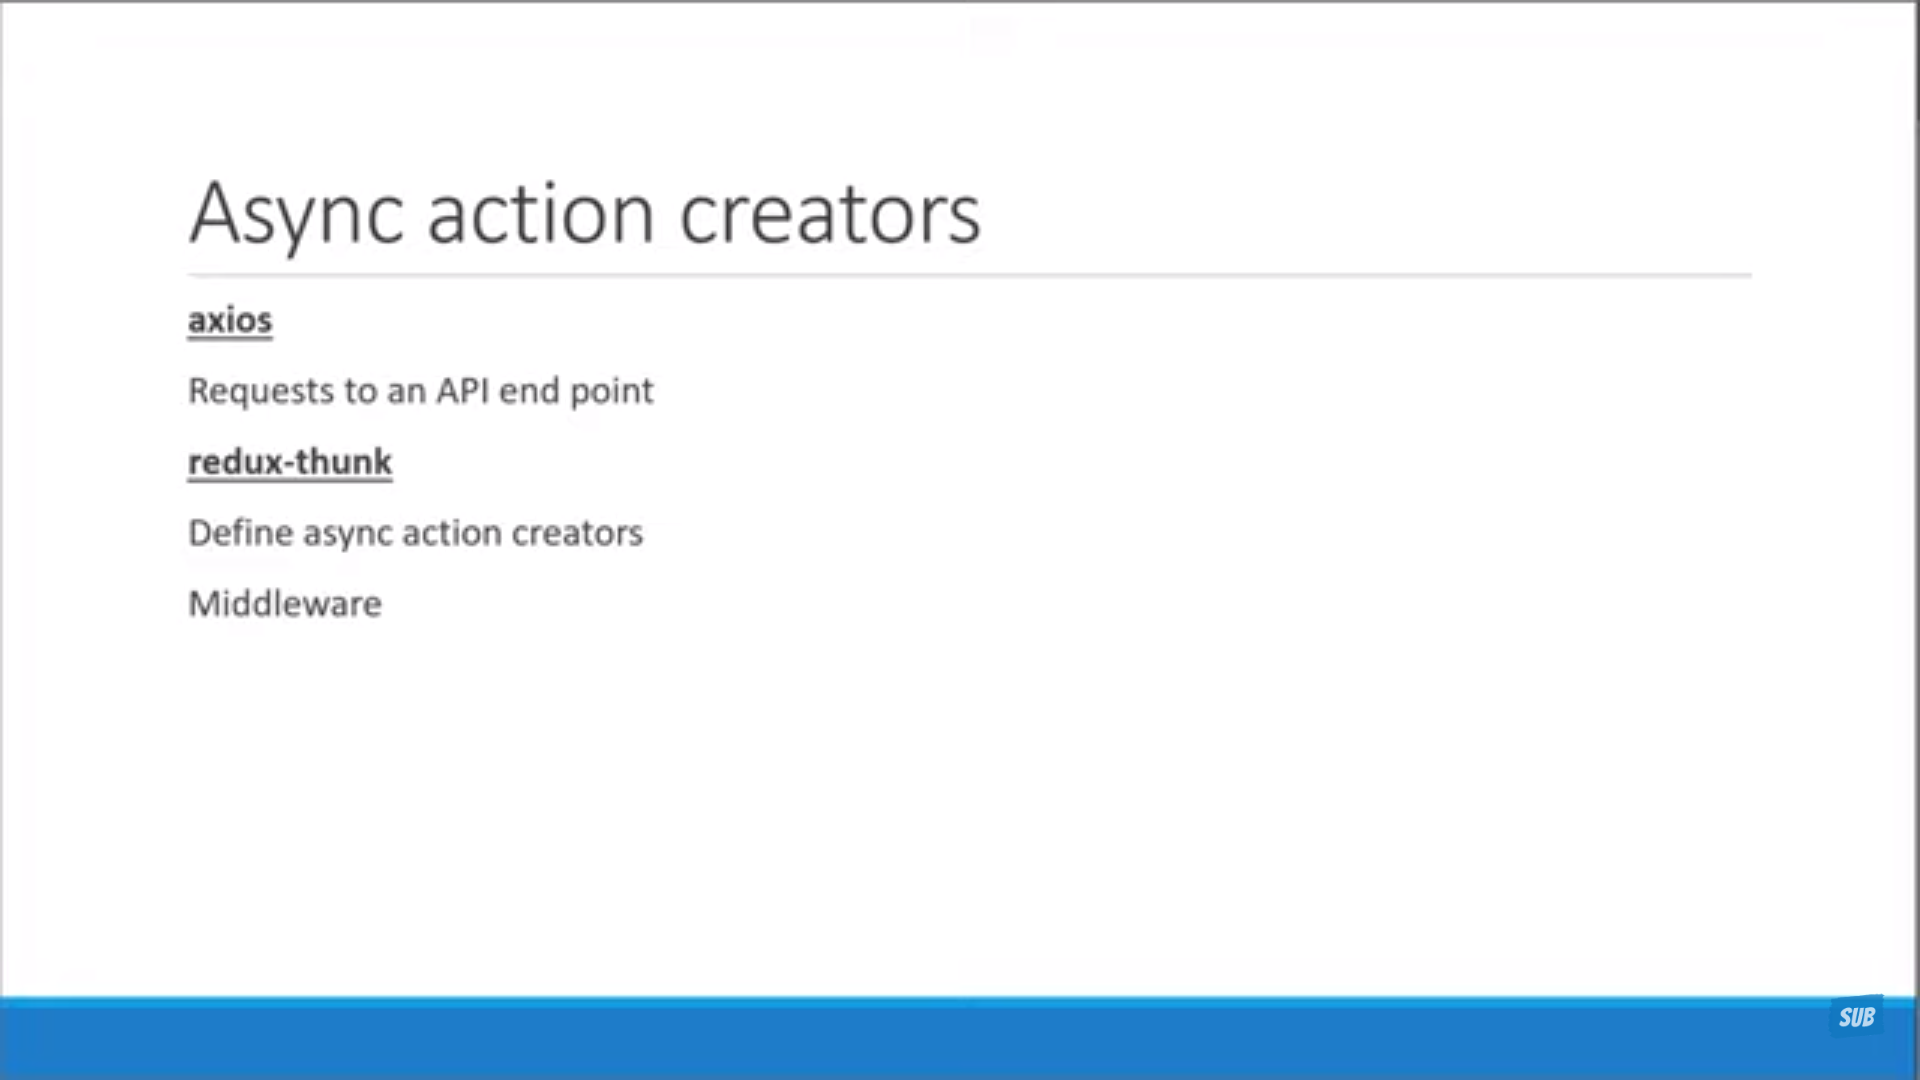 Async action creators
axios
Requests to an API end point
redux-thunk
Define async action creators
Middleware
SUB